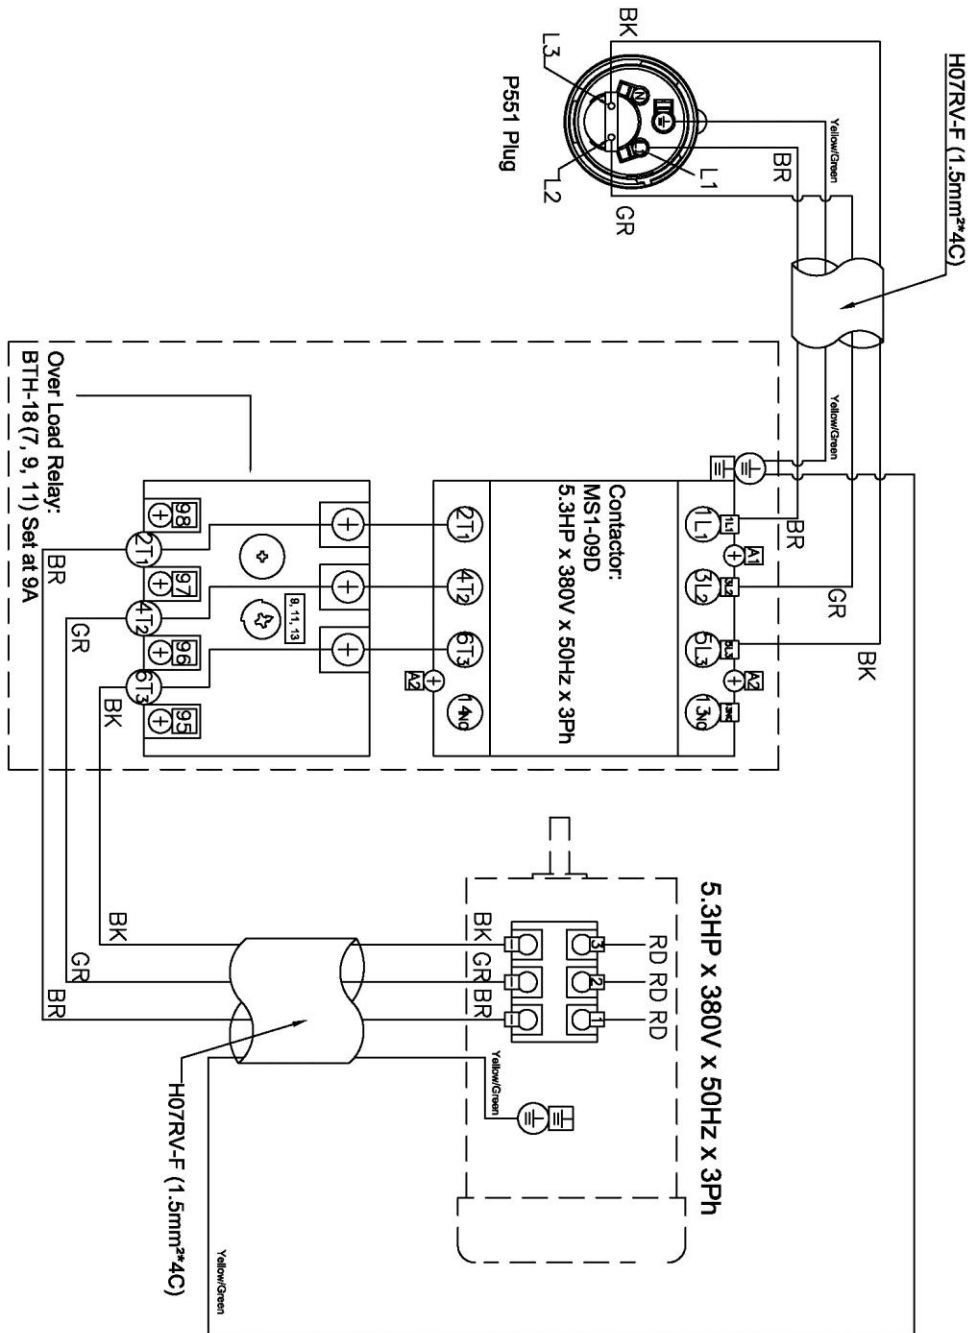 H07RV-F (1.5mm²*4C)
BK
L3
N
P551 Plug
L1
L2
BR
GR
Yellow/Green
Yellow/Green
Over Load Relay:
BTH-18 (7, 9, 11) Set at 9A
Contactor:
MS1-09D
5.3HP x 380V x 50Hz x 3Ph
1L1
1L1
BR
A1
3L2
3L2
GR
5L3
5L3
BK
A2
13NO
2T1
4T2
6T3
A2
14NO
9, 11, 13
98
2T1
97
4T2
96
6T3
95
BR
GR
BK
5.3HP x 380V x 50Hz x 3Ph
RD RD RD
3 2 1
BK GR BR
BK
GR
BR
Yellow/Green
H07RV-F (1.5mm²*4C)
Yellow/Green